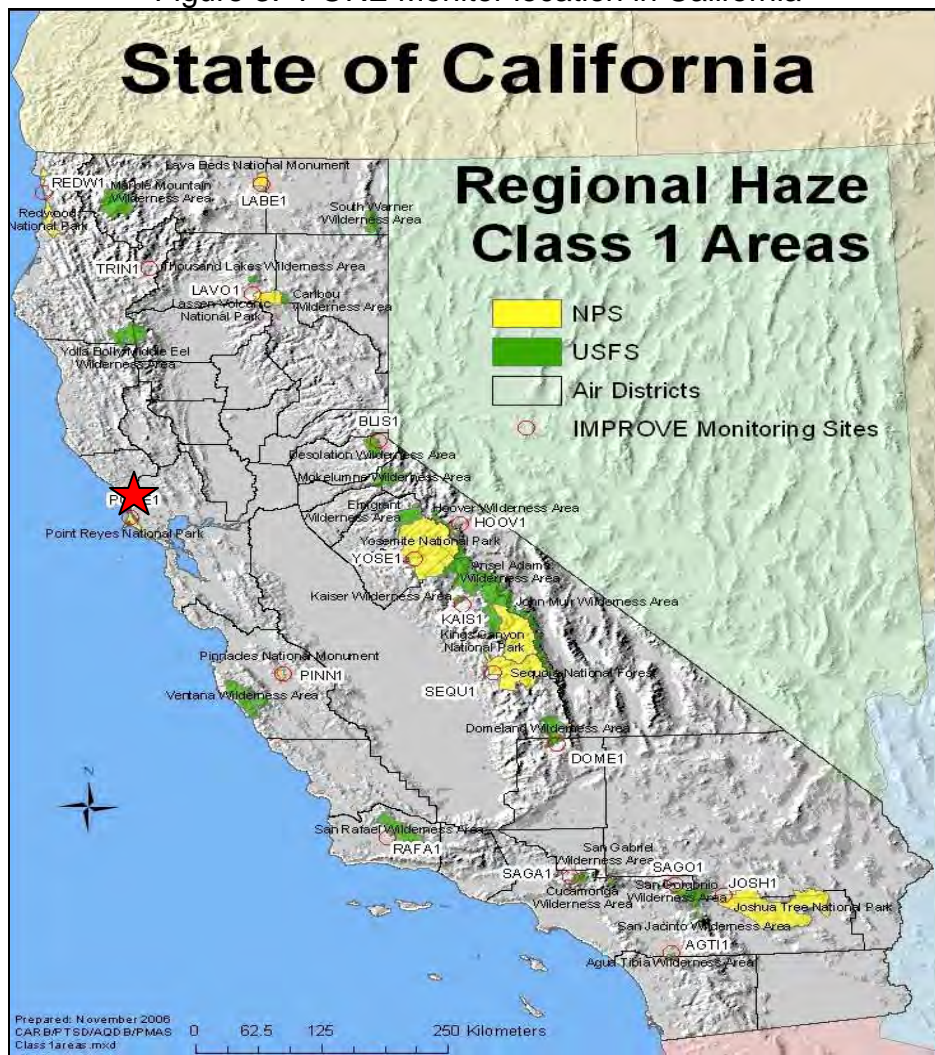 State of California
Regional Haze
Class 1 Areas
NPS
USFS
Air Districts
IMPROVE Monitoring Sites
Lava Beds National Monument
REDW1
Marble Mountain
Wilderness Area
LABE1
Redwood
National Park
South Warner
Wilderness Area
TRIN1
Thousand Lakes Wilderness Area
LAVO1
Lassen Volcanic
National Park
Caribou
Wilderness Area
Yolla Bolly Middle Eel
Wilderness Area
BLIS1
Desolation Wilderness Area
Mokelumne Wilderness Area
Emigrant
Wilderness Area
Hoover Wilderness Area
HOOV1
Point Reyes National Park
Yosemite National Park
YOSE1
Ansel Adams
Wilderness Area
Kaiser Wilderness Area
John Muir Wilderness Area
KAIS1
Kings Canyon
National Park
Pinnacles National Monument
PINN1
SEQU1
Sequoia National Forest
Ventana Wilderness Area
Domeland Wilderness Area
DOME1
N
San Rafael Wilderness Area
RAFA1
San Gabriel
Wilderness Area
SAGA1
SAGO1
Cucamonga
Wilderness Area
San Gorgonio
Wilderness Area
JOSH1
Joshua Tree National Park
San Jacinto Wilderness Area
AGTI1
Agua Tibia Wilderness Area
Prepared: November 2006
CARB/PTSD/AQDB/PMAS
Class1areas.mxd
0 62.5 125 250 Kilometers